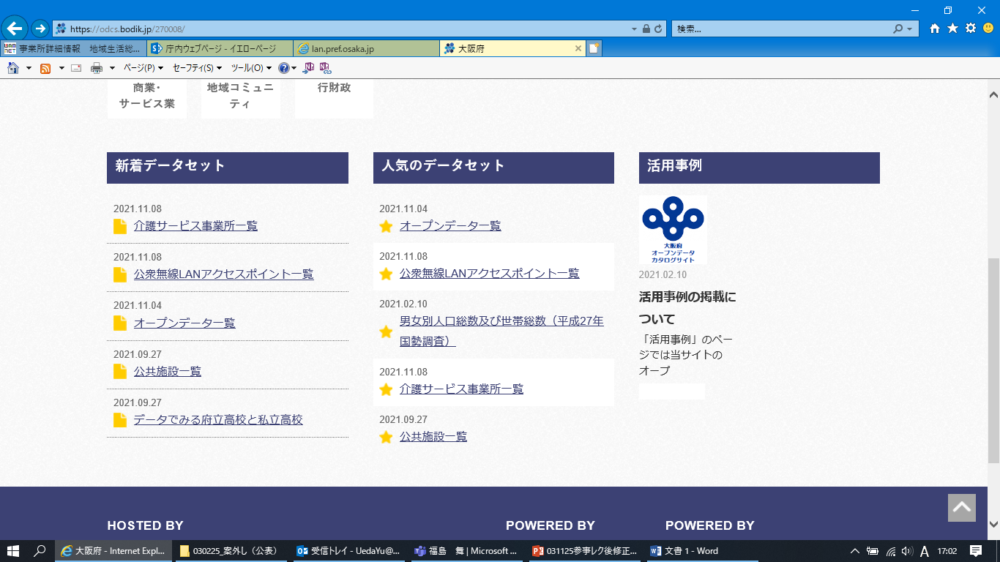 https://odcs.bodik.jp/270008/
検索...
事業所詳細情報 地域生活総...
庁内ウェブページ - イエローページ
lan.pref.osaka.jp
大阪府
ページ(P)
セーフティ(S)
ツール(O)
商業・
サービス業
地域コミュニ
ティ
行財政
新着データセット
2021.11.08
介護サービス事業所一覧
2021.11.08
公衆無線LANアクセスポイント一覧
2021.11.04
オープンデータ一覧
2021.09.27
公共施設一覧
2021.09.27
データでみる府立高校と私立高校
人気のデータセット
2021.11.04
オープンデータ一覧
2021.11.08
公衆無線LANアクセスポイント一覧
2021.02.10
男女別人口総数及び世帯総数（平成27年
国勢調査）
2021.11.08
介護サービス事業所一覧
2021.09.27
公共施設一覧
活用事例
大阪府
オープンデータ
カタログサイト
2021.02.10
活用事例の掲載に
ついて
「活用事例」のペー
ジでは当サイトの
オープ
HOSTED BY
POWERED BY
POWERED BY
大阪府 - Internet Expl...
030225_案外し（公表）
受信トレイ - UedaYu@...
福島 舞 | Microsoft ...
031125参事レク後修正...
文書 1 - Word
A
17:02